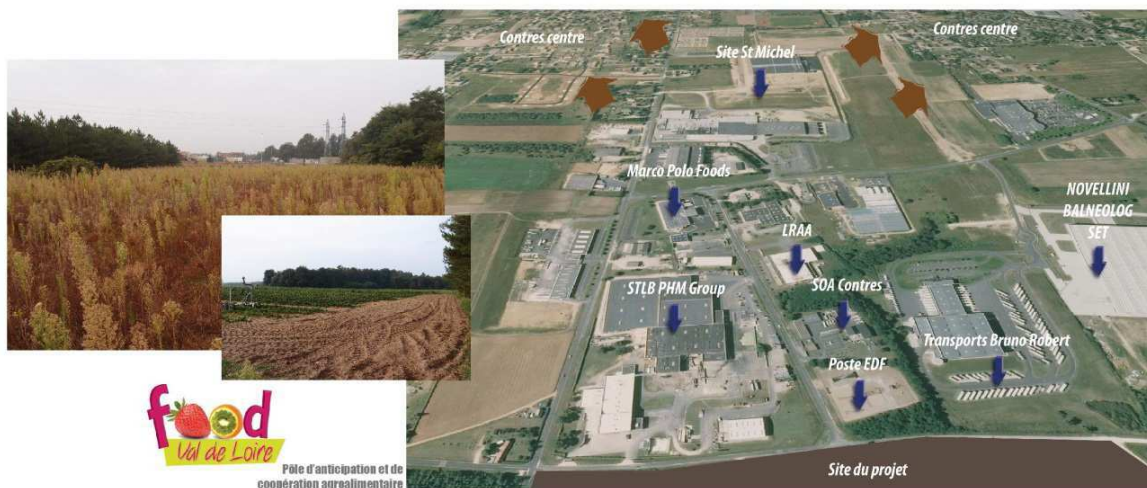 Contres centre
Contres centre
Site St Michel
Marco Polo Foods
NOVELLINI
BALNEOLOG
SET
LRAA
STLB PHM Group
SOA Contres
Transports Bruno Robert
Poste EDF
Site du projet
food
Val de Loire
Pôle d'anticipation et de
coopération agroalimentaire